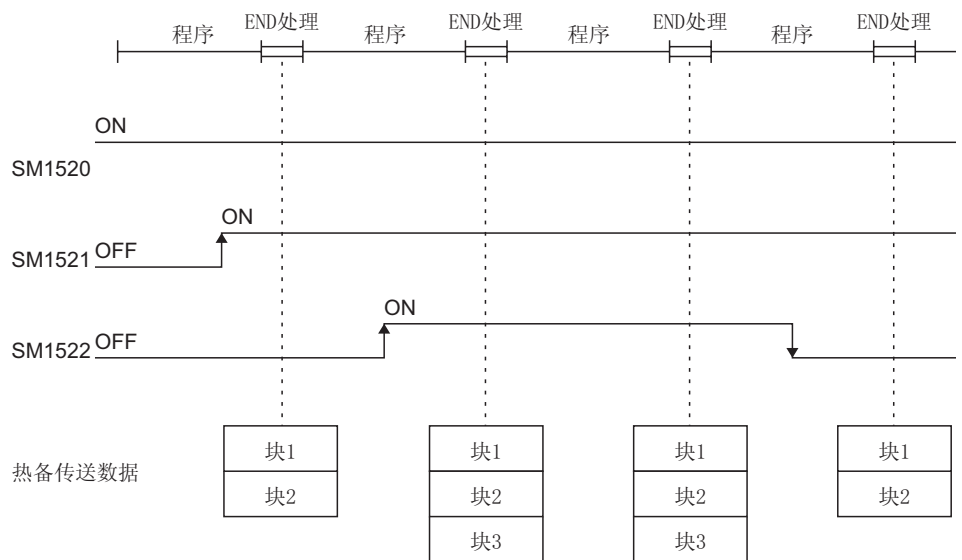 程序 END处理 程序 END处理 程序 END处理 程序 END处理
ON
SM1520
ON
SM1521 OFF
ON
SM1522 OFF
热备传送数据
块1 块1 块1 块1
块2 块2 块2 块2
块3 块3